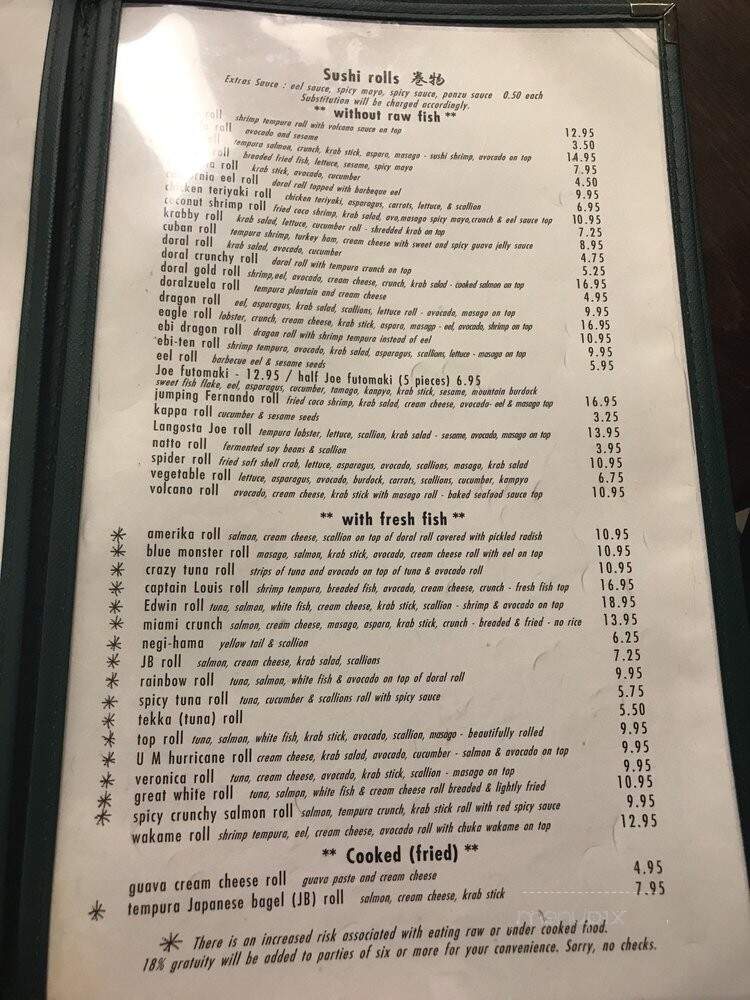 Sushi rolls 巻物
Extras Sauce : eel sauce, spicy mayo, spicy sauce, ponzu sauce 0.50 each
Substitution will be charged accordingly.
** without raw fish **
roll shrimp tempura roll with volcano sauce on top 12.95
roll avocado and sesame 3.50
tempura salmon, crunch, krab stick, aspara, masago - sushi shrimp, avocado on top 14.95
roll breaded fried fish, lettuce, sesame, spicy mayo 7.95
roll krab stick, avocado, cucumber 4.50
eel roll doral roll topped with barbeque eel 9.95
chicken teriyaki roll chicken teriyaki, asparagus, carrots, lettuce, & scallion 6.95
coconut shrimp roll fried coco shrimp, krab salad, avo,masago spicy mayo,crunch & eel sauce top 10.95
krabby roll krab salad, lettuce, cucumber roll - shredded krab on top 7.25
cuban roll tempura shrimp, turkey ham, cream cheese with sweet and spicy guava jelly sauce 8.95
doral roll krab salad, avocado, cucumber 4.75
doral crunchy roll doral roll with tempura crunch on top 5.25
doral gold roll shrimp,eel, avocado, cream cheese, crunch, krab salad - cooked salmon on top 16.95
doralzuela roll tempura plantain and cream cheese 4.95
dragon roll eel, asparagus, krab salad, scallions, lettuce roll - avocado, masago on top 9.95
eagle roll lobster, crunch, cream cheese, krab stick, aspara, masago - eel, avocado, shrimp on top 16.95
ebi dragon roll dragon roll with shrimp tempura instead of eel 10.95
ebi-ten roll shrimp tempura, avocado, krab salad, asparagus, scallions, lettuce - masago on top 9.95
eel roll barbecue eel & sesame seeds 5.95
Joe futomaki - 12.95 / half Joe futomaki (5 pieces) 6.95
sweet fish flake, eel, asparagus, cucumber, tamago, kanpyo, krab stick, sesame, mountain burdock
jumping Fernando roll fried coco shrimp, krab salad, cream cheese, avocado- eel & masago top 16.95
kappa roll cucumber & sesame seeds 3.25
Langosta Joe roll tempura lobster, lettuce, scallion, krab salad - sesame, avocado, masago on top 13.95
natto roll fermented soy beans & scallion 3.95
spider roll fried soft shell crab, lettuce, asparagus, avocado, scallions, masago, krab salad 10.95
vegetable roll lettuce, asparagus, avocado, burdock, carrots, scallions, cucumber, kampyo 6.75
volcano roll avocado, cream cheese, krab stick with masago roll - baked seafood sauce top 10.95
** with fresh fish **
* amerika roll salmon, cream cheese, scallion on top of doral roll covered with pickled radish 10.95
* blue monster roll masago, salmon, krab stick, avocado, cream cheese roll with eel on top 10.95
* crazy tuna roll strips of tuna and avocado on top of tuna & avocado roll 10.95
* captain Louis roll shrimp tempura, breaded fish, avocado, cream cheese, crunch - fresh fish top 16.95
* Edwin roll tuna, salmon, white fish, cream cheese, krab stick, scallion - shrimp & avocado on top 18.95
* miami crunch salmon, cream cheese, masago, aspara, krab stick, crunch - breaded & fried - no rice 13.95
* negi-hama yellow tail & scallion 6.25
* JB roll salmon, cream cheese, krab salad, scallions 7.25
* rainbow roll tuna, salmon, white fish & avocado on top of doral roll 9.95
* spicy tuna roll tuna, cucumber & scallions roll with spicy sauce 5.75
* tekka (tuna) roll 5.50
* top roll tuna, salmon, white fish, krab stick, avocado, scallion, masago - beautifully rolled 9.95
* U M hurricane roll cream cheese, krab salad, avocado, cucumber - salmon & avocado on top 9.95
* veronica roll tuna, cream cheese, avocado, krab stick, scallion - masago on top 9.95
* great white roll tuna, salmon, white fish & cream cheese roll breaded & lightly fried 10.95
* spicy crunchy salmon roll salmon, tempura crunch, krab stick roll with red spicy sauce 9.95
wakame roll shrimp tempura, eel, cream cheese, avocado roll with chuka wakame on top 12.95
** Cooked (fried) **
guava cream cheese roll guava paste and cream cheese 4.95
* tempura Japanese bagel (JB) roll salmon, cream cheese, krab stick 7.95
* There is an increased risk associated with eating raw or under cooked food.
18% gratuity will be added to parties of six or more for your convenience. Sorry, no checks.